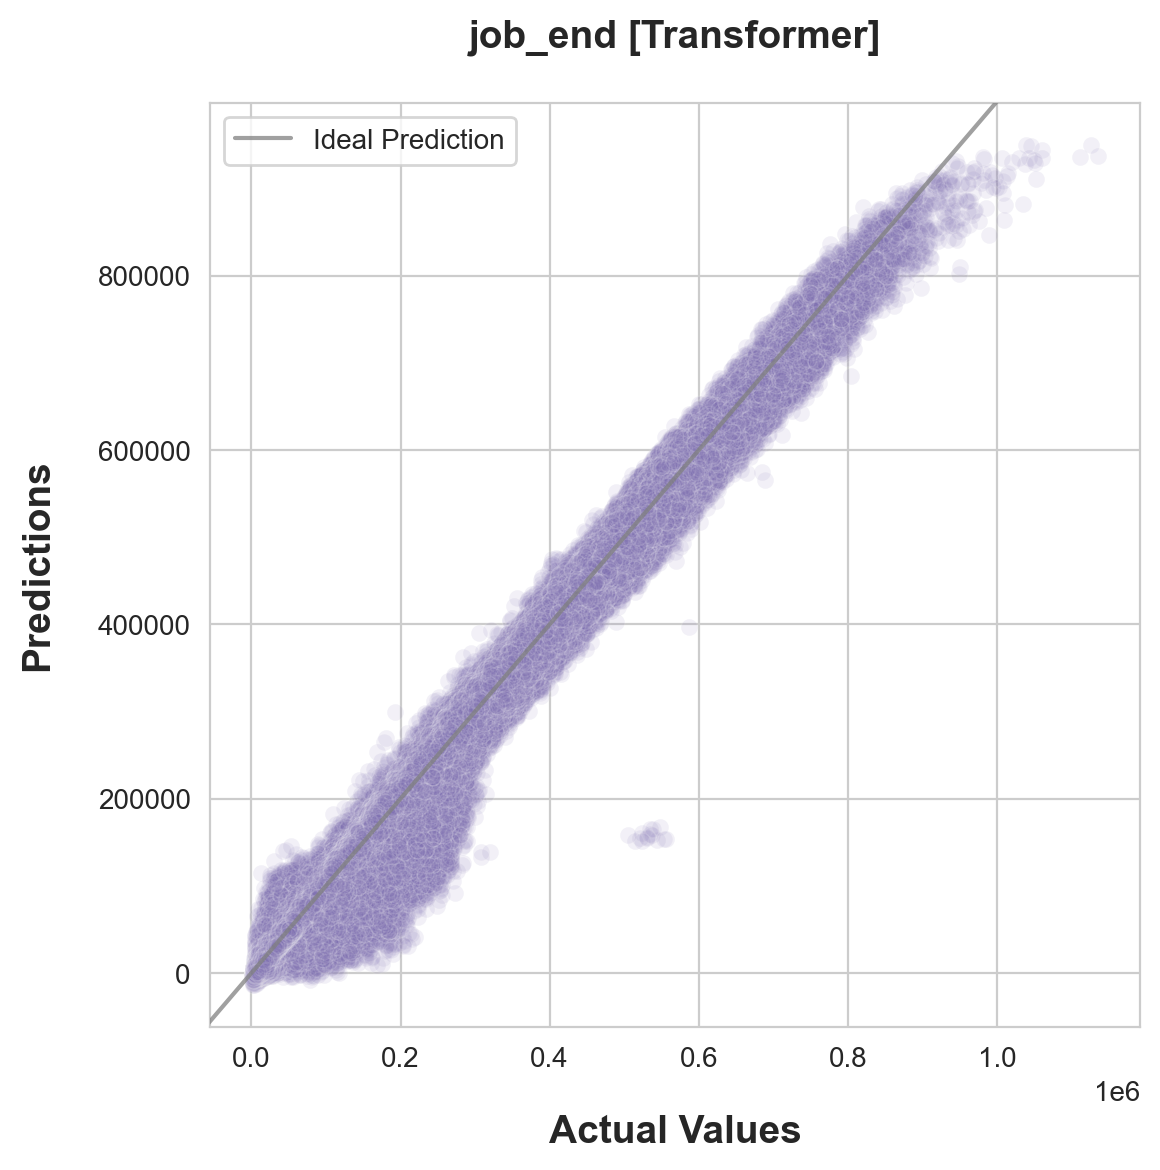 job_end [Transformer]
Ideal Prediction
800000
600000
400000
200000
0
Predictions
0.0 0.2 0.4 0.6 0.8 1.0
1e6
Actual Values